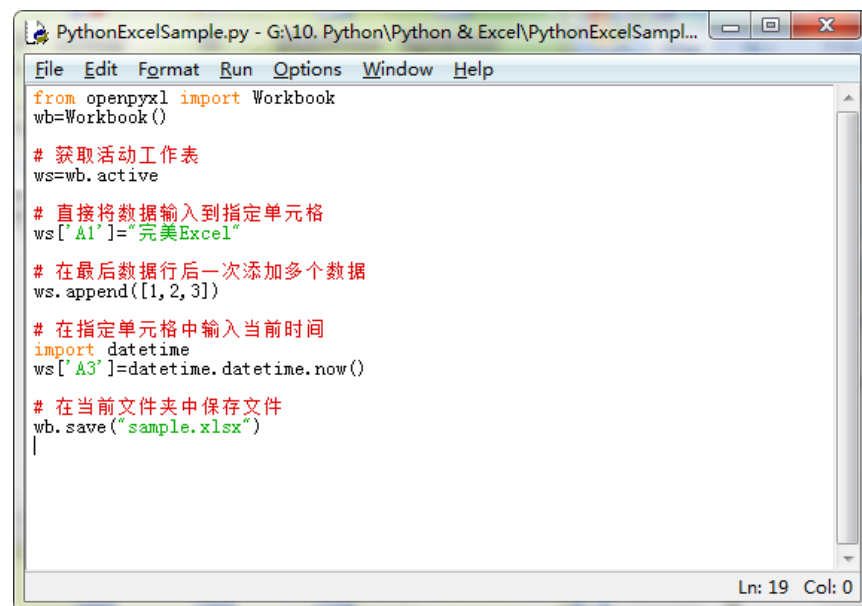 PythonExcelSample.py - G:\10. Python\Python & Excel\PythonExcelSampl...
File Edit Format Run Options Window Help
from openpyxl import Workbook
wb=Workbook()
# 获取活动工作表
ws=wb.active
# 直接将数据输入到指定单元格
ws['A1']="完美Excel"
# 在最后数据行后一次添加多个数据
ws.append([1,2,3])
# 在指定单元格中输入当前时间
import datetime
ws['A3']=datetime.datetime.now()
# 在当前文件夹中保存文件
wb.save("sample.xlsx")
Ln: 19 Col: 0